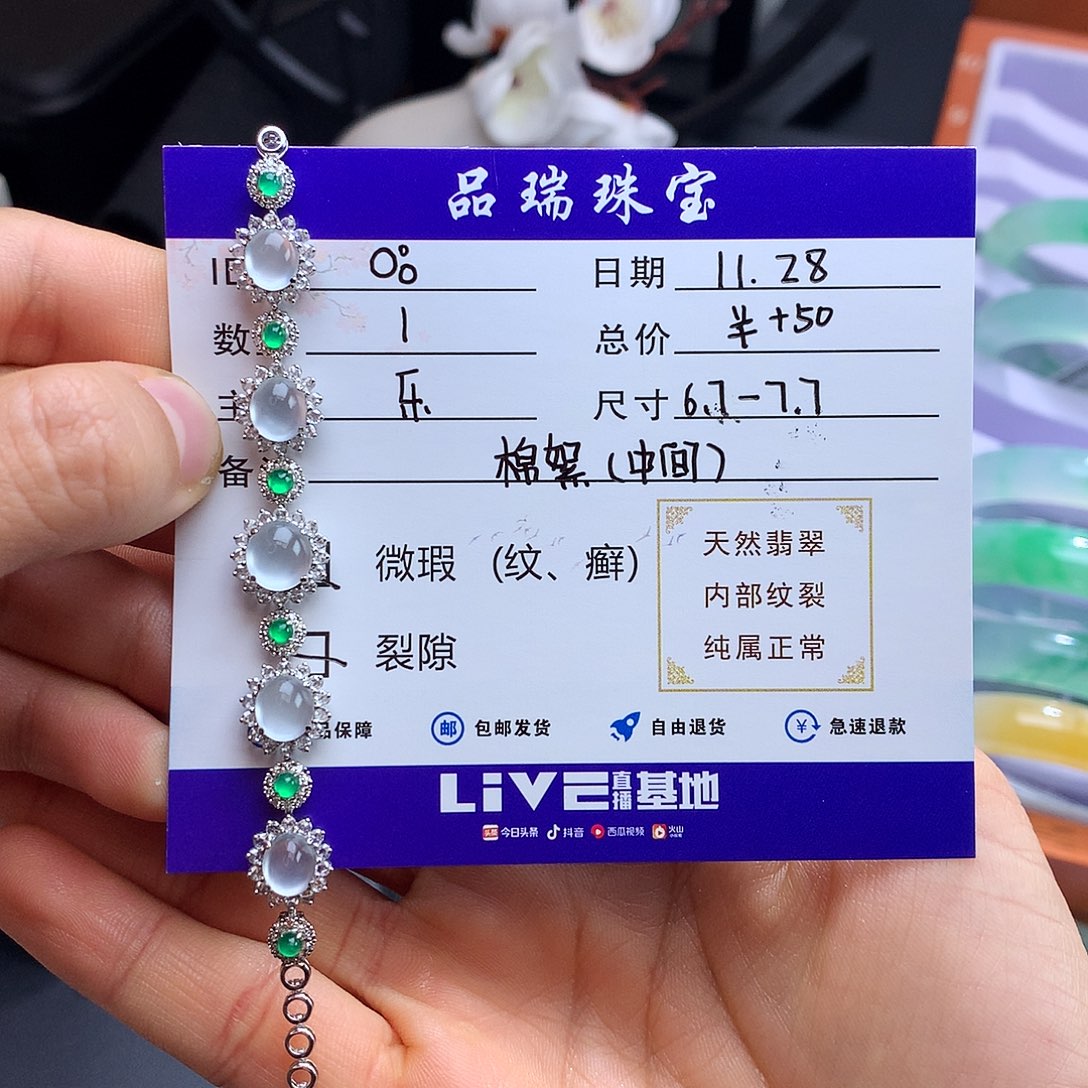 品瑞珠宝
ID
日期 11.28
数 1
总价 半+50
主 乐
尺寸 6.7-7.7
备 棉絮(中间)
微瑕 (纹、癣)
裂隙
天然翡翠
内部纹裂
纯属正常
品保障
邮 包邮发货
自由退货
¥ 急速退款
LiVE直播基地
头条 今日头条 抖音 西瓜视频 火山